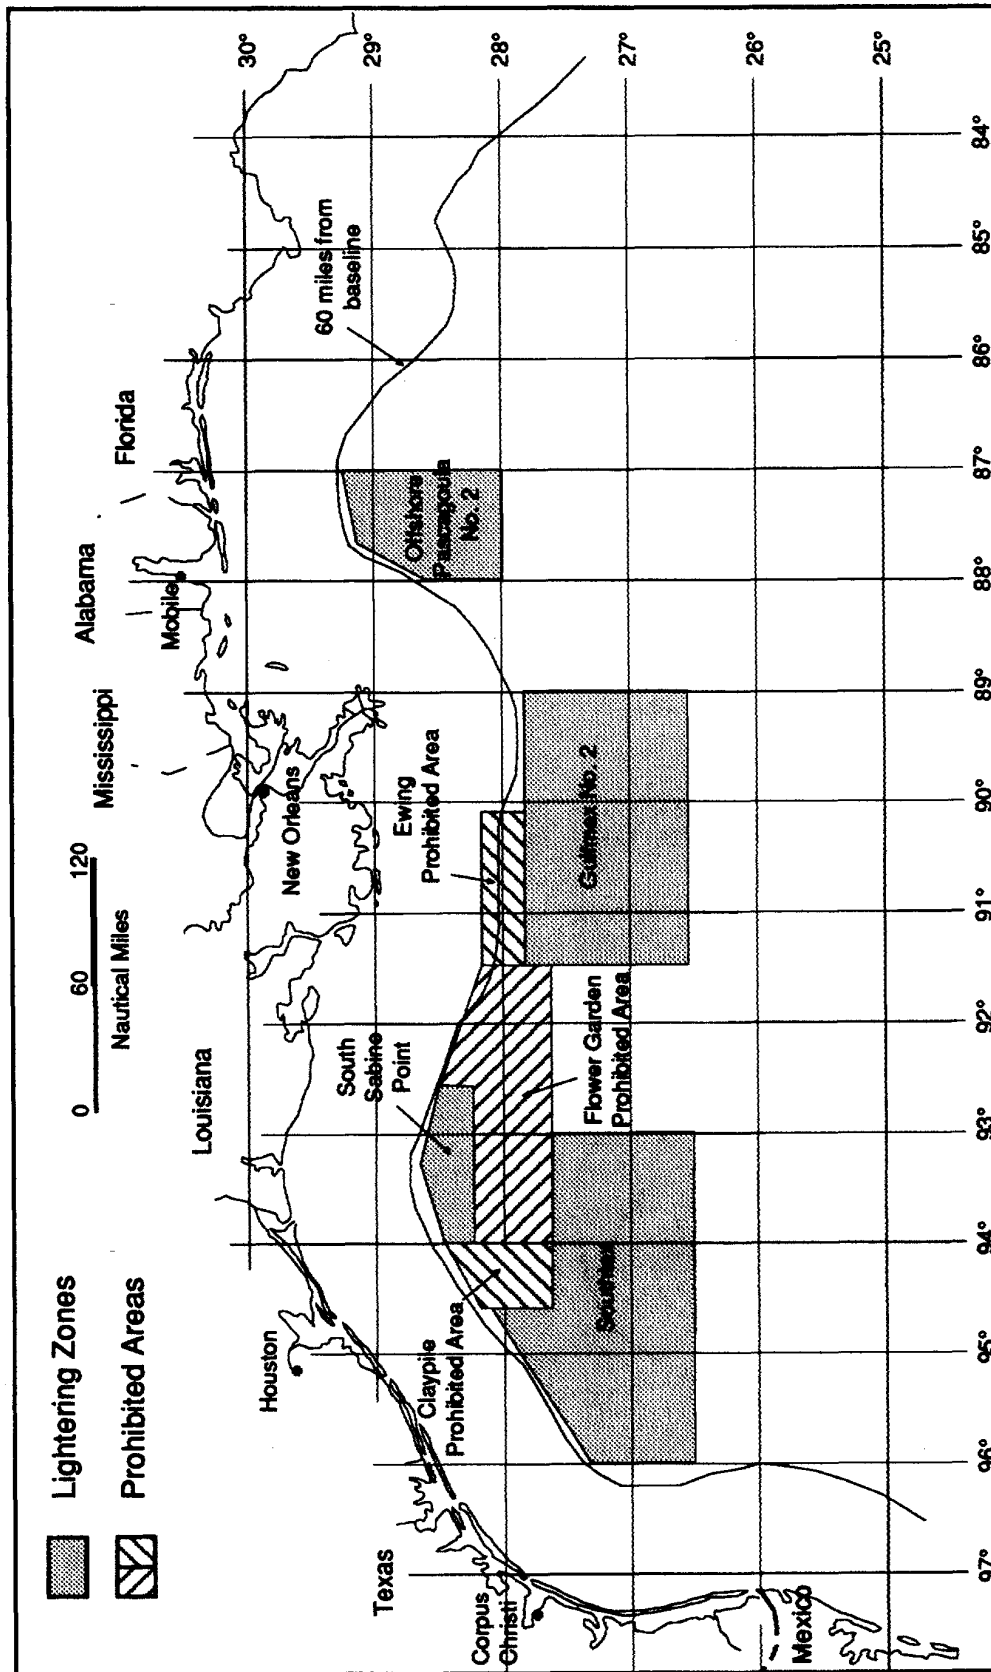 Lightering Zones
Prohibited Areas
0
60
120
Nautical Miles
Texas
Louisiana
Mississippi
Alabama
Florida
Houston
Corpus
Christi
New Orleans
Mobile
Mexico
60 miles from
baseline
South
Sabine
Point
Claypile
Prohibited Area
Ewing
Prohibited Area
Flower Garden
Prohibited Area
Southtex
Gulfmex No. 2
Offshore
Pascagoula
No. 2
30°
29°
28°
27°
26°
25°
97°
96°
95°
94°
93°
92°
91°
90°
89°
88°
87°
86°
85°
84°